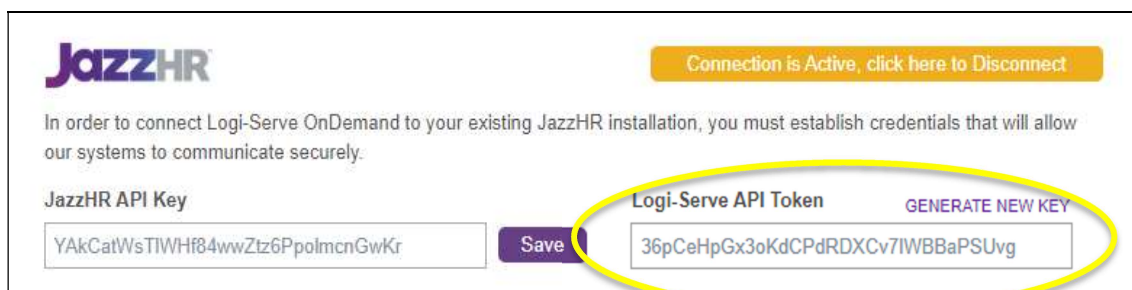 JazzHR
Connection is Active, click here to Disconnect
In order to connect Logi-Serve OnDemand to your existing JazzHR installation, you must establish credentials that will allow
our systems to communicate securely.
JazzHR API Key
Logi-Serve API Token
GENERATE NEW KEY
YAkCatWsTIWHf84wwZtz6PpolmcnGwKr
Save
36pCeHpGx3oKdCPdRDXCv7IWBBaPSUvg